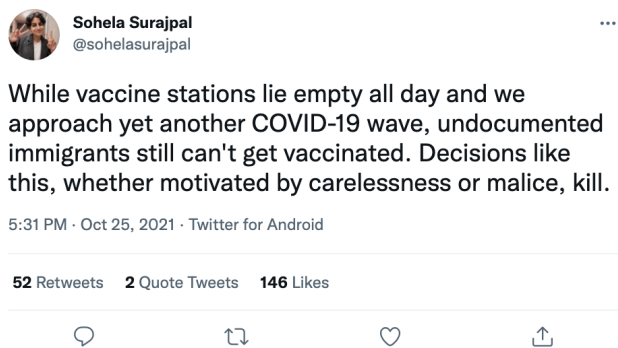 Sohela Surajpal
@sohelasurajpal
While vaccine stations lie empty all day and we
approach yet another COVID-19 wave, undocumented
immigrants still can't get vaccinated. Decisions like
this, whether motivated by carelessness or malice, kill.
5:31 PM · Oct 25, 2021 · Twitter for Android
52 Retweets 2 Quote Tweets 146 Likes